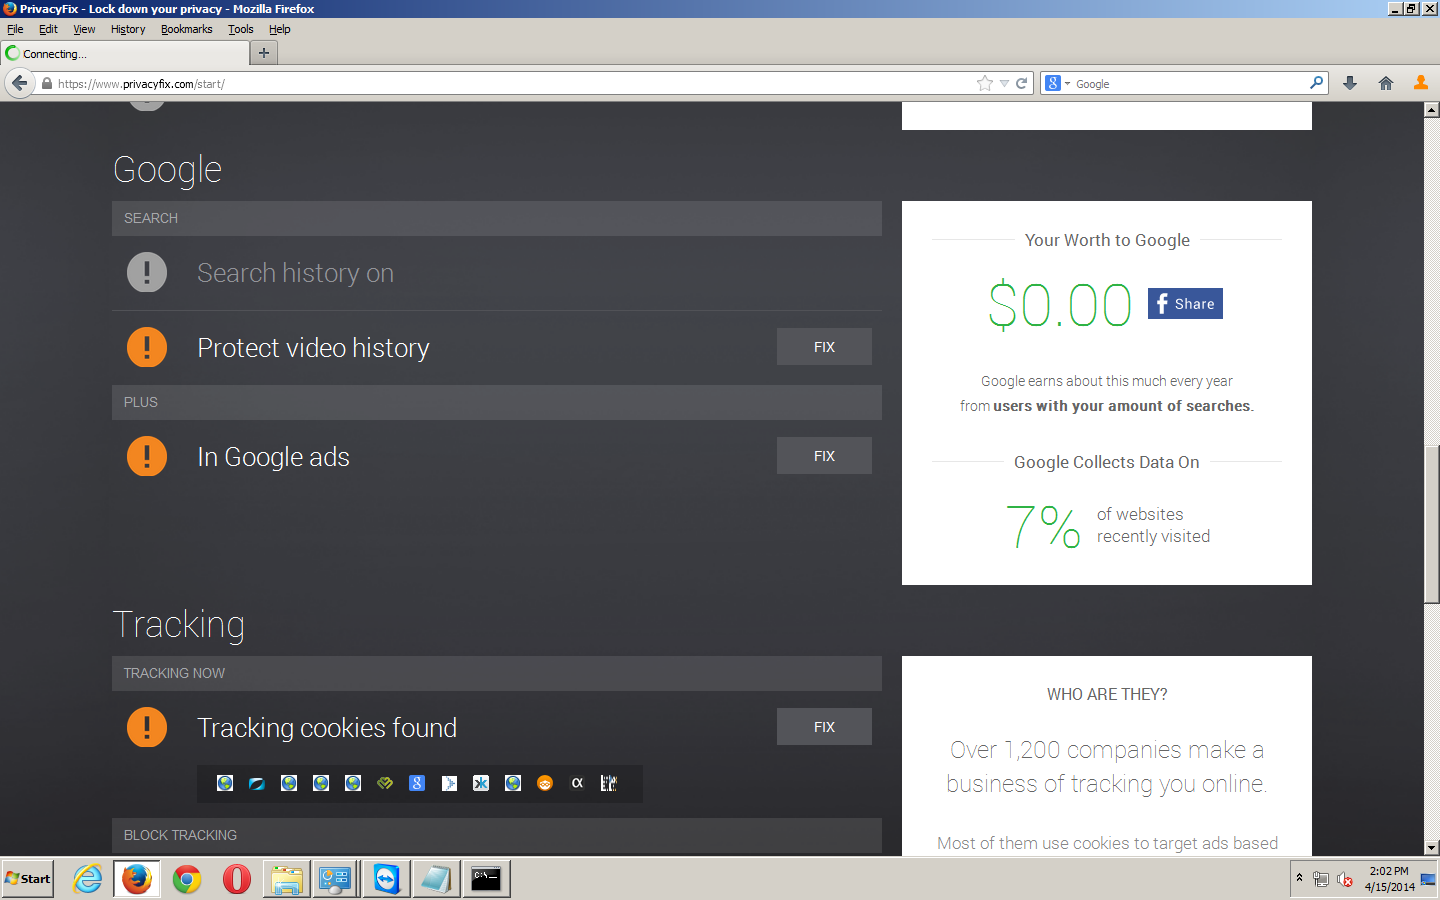 PrivacyFix - Lock down your privacy - Mozilla Firefox
File Edit View History Bookmarks Tools Help
Connecting...
https://www.privacyfix.com/start/
Google
Google
SEARCH
Search history on
Protect video history
FIX
PLUS
In Google ads
FIX
Your Worth to Google
$0.00
f Share
Google earns about this much every year
from users with your amount of searches.
Google Collects Data On
7%
of websites
recently visited
Tracking
TRACKING NOW
Tracking cookies found
FIX
BLOCK TRACKING
WHO ARE THEY?
Over 1,200 companies make a
business of tracking you online.
Most of them use cookies to target ads based
Start
C:\
2:02 PM
4/15/2014